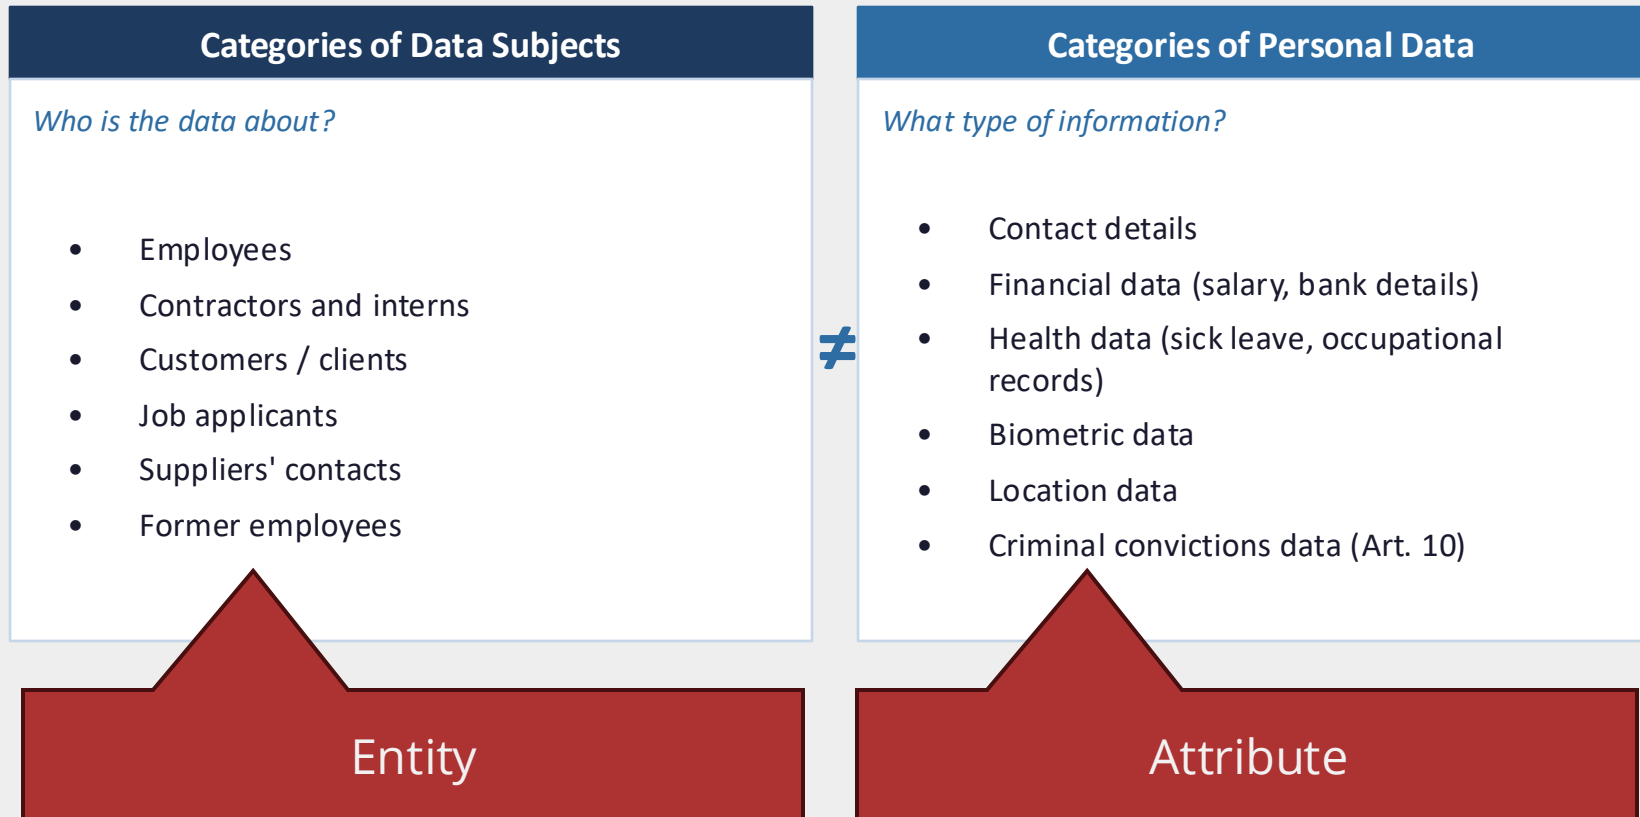 Categories of Data Subjects
Who is the data about?
• Employees
• Contractors and interns
• Customers / clients
• Job applicants
• Suppliers' contacts
• Former employees
≠
Categories of Personal Data
What type of information?
• Contact details
• Financial data (salary, bank details)
• Health data (sick leave, occupational
records)
• Biometric data
• Location data
• Criminal convictions data (Art. 10)
Entity
Attribute